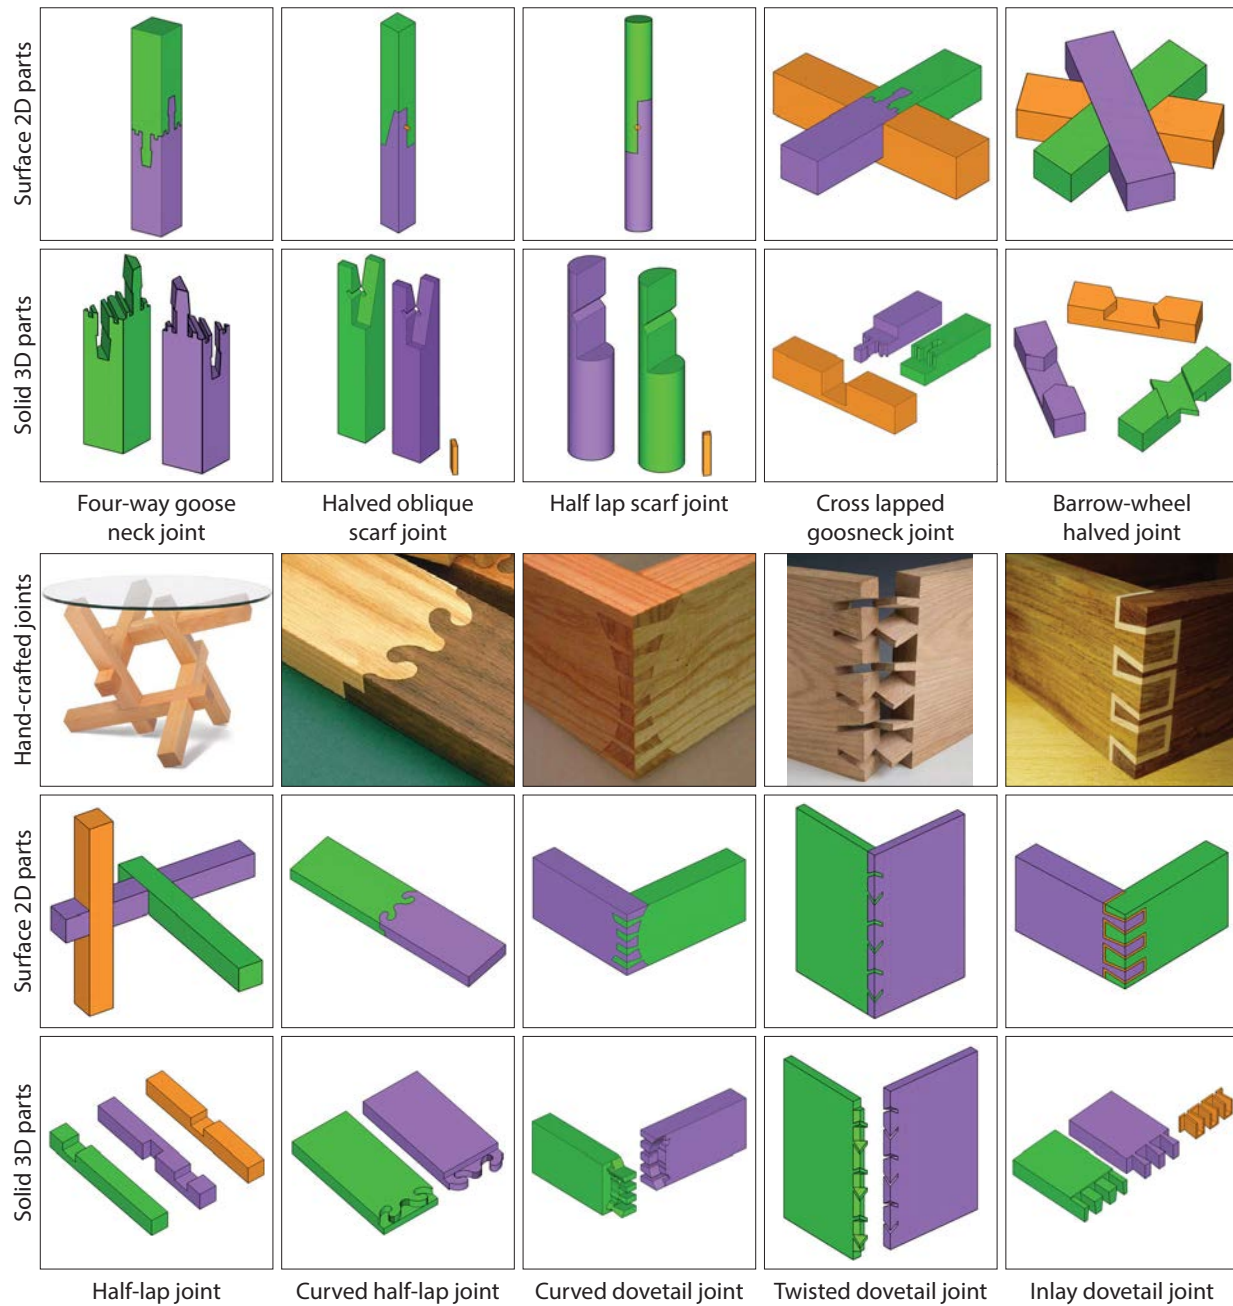 Surface 2D parts
Solid 3D parts
Four-way goose
neck joint
Halved oblique
scarf joint
Half lap scarf joint
Cross lapped
goosneck joint
Barrow-wheel
halved joint
Hand-crafted joints
Surface 2D parts
Solid 3D parts
Half-lap joint
Curved half-lap joint
Curved dovetail joint
Twisted dovetail joint
Inlay dovetail joint